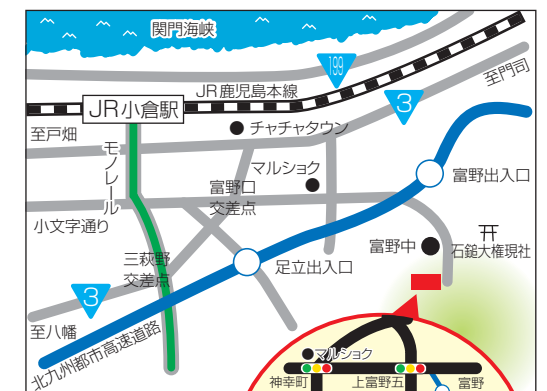 関門海峡
199
至門司
JR鹿児島本線
3
JR小倉駅
チャチャタウン
至戸畑
モノレール
マルショク
富野出入口
富野口
交差点
小文字通り
富野中
石鎚大権現社
三萩野
交差点
足立出入口
3
至八幡
北九州都市高速道路
マルショク
神幸町
上富野五
富野